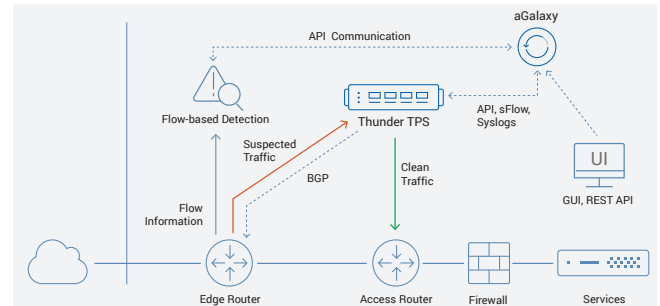 aGalaxy
API Communication
Flow-based Detection
Thunder TPS
API, sFlow,
Syslogs
Suspected
Traffic
UI
BGP
Clean
Traffic
GUI, REST API
Flow
Information
Edge Router
Access Router
Firewall
Services